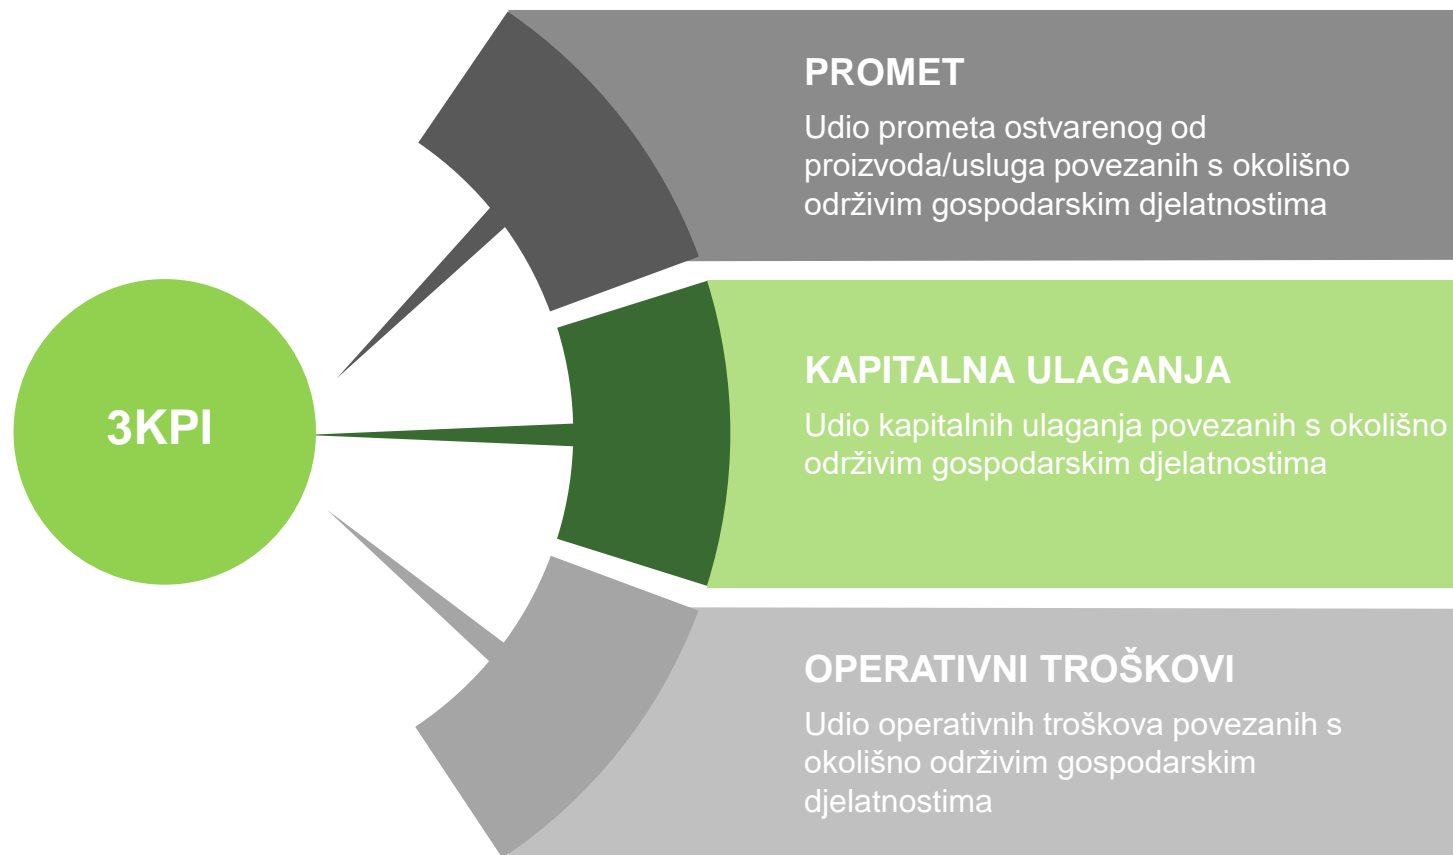 3KPI
PROMET
Udio prometa ostvarenog od
proizvoda/usluga povezanih s okolišno
održivim gospodarskim djelatnostima
KAPITALNA ULAGANJA
Udio kapitalnih ulaganja povezanih s okolišno
održivim gospodarskim djelatnostima
OPERATIVNI TROŠKOVI
Udio operativnih troškova povezanih s
okolišno održivim gospodarskim
djelatnostima